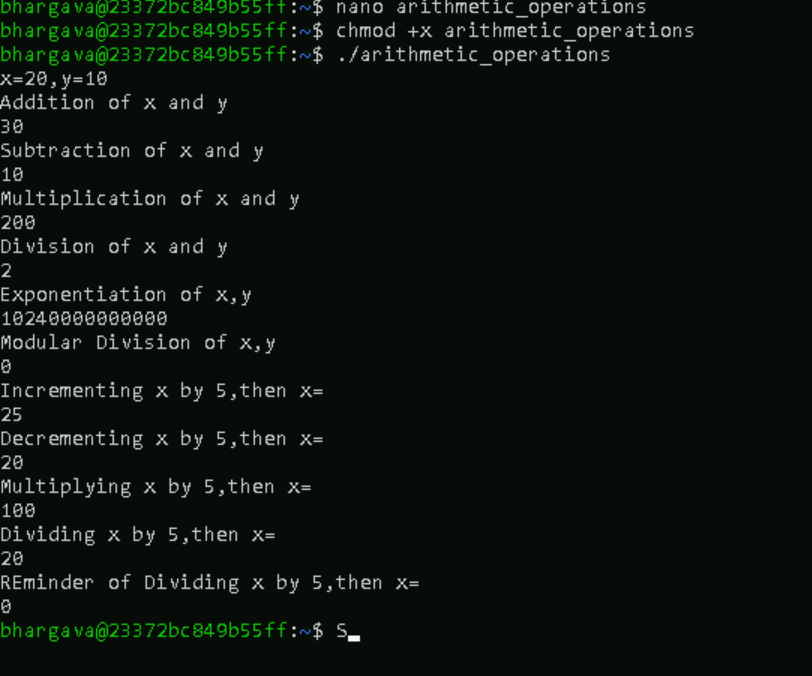 bhargava@23372bc849b55ff:~$ nano arithmetic_operations
bhargava@23372bc849b55ff:~$ chmod +x arithmetic_operations
bhargava@23372bc849b55ff:~$ ./arithmetic_operations
x=20,y=10
Addition of x and y
30
Subtraction of x and y
10
Multiplication of x and y
200
Division of x and y
2
Exponentiation of x,y
10240000000000
Modular Division of x,y
0
Incrementing x by 5,then x=
25
Decrementing x by 5,then x=
20
Multiplying x by 5,then x=
100
Dividing x by 5,then x=
20
REminder of Dividing x by 5,then x=
0
bhargava@23372bc849b55ff:~$ S